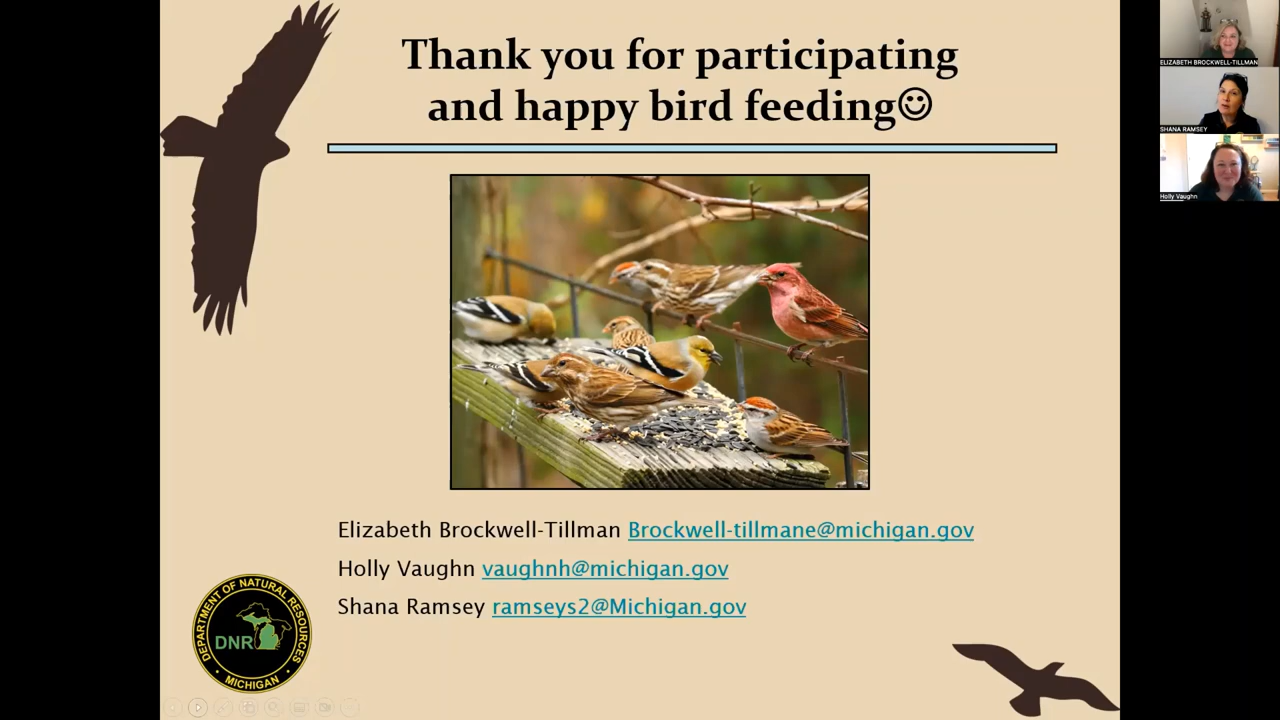 Thank you for participating
and happy bird feeding☺
Elizabeth Brockwell-Tillman Brockwell-tillmane@michigan.gov
Holly Vaughn vaughnh@michigan.gov
Shana Ramsey ramseys2@Michigan.gov
DEPARTMENT OF NATURAL RESOURCES
DNR
• MICHIGAN •
ELIZABETH BROCKWELL-TILLMAN
SHANA RAMSEY
Holly Vaughn